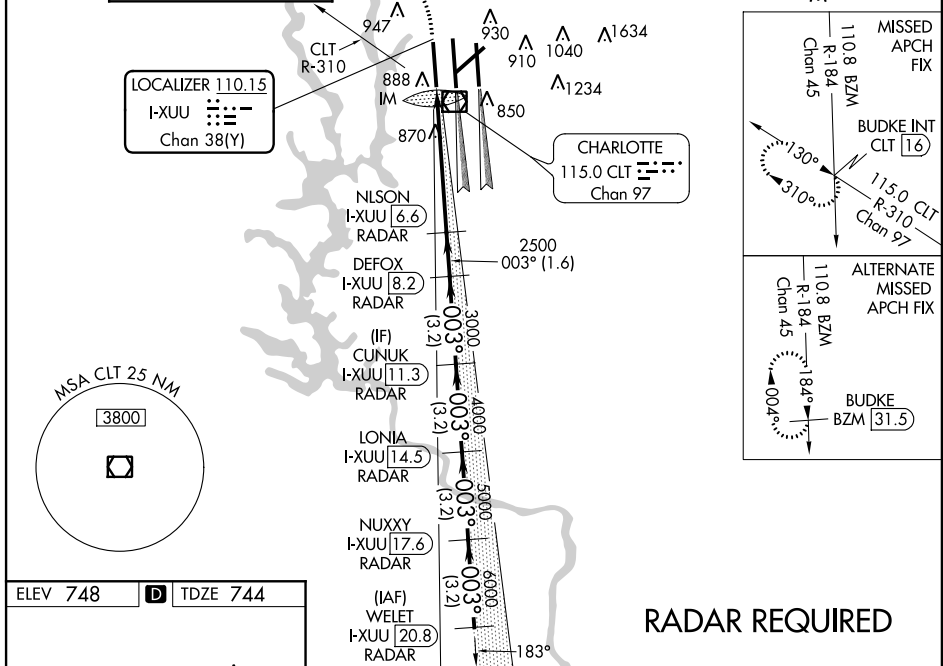 947
CLT
R-310
930
910
1040
1634
1234
888
IM
850
870
LOCALIZER 110.15
I-XUU
Chan 38(Y)
CHARLOTTE
115.0 CLT
Chan 97
NLSON
I-XUU 6.6
RADAR
2500
003° (1.6)
DEFOX
I-XUU 8.2
RADAR
003°
3000
(3.2)
(IF)
CUNUK
I-XUU 11.3
RADAR
003°
4000
(3.2)
LONIA
I-XUU 14.5
RADAR
003°
5000
(3.2)
NUXXY
I-XUU 17.6
RADAR
003°
6000
(3.2)
(IAF)
WELET
I-XUU 20.8
RADAR
183°
MSA CLT 25 NM
3800
ELEV 748
D
TDZE 744
RADAR REQUIRED
MISSED
APCH
FIX
110.8 BZM
R-184
Chan 45
BUDKE INT
CLT 16
130°
310°
115.0 CLT
R-310
Chan 97
ALTERNATE
MISSED
APCH FIX
110.8 BZM
R-184
Chan 45
184°
004°
BUDKE
BZM 31.5